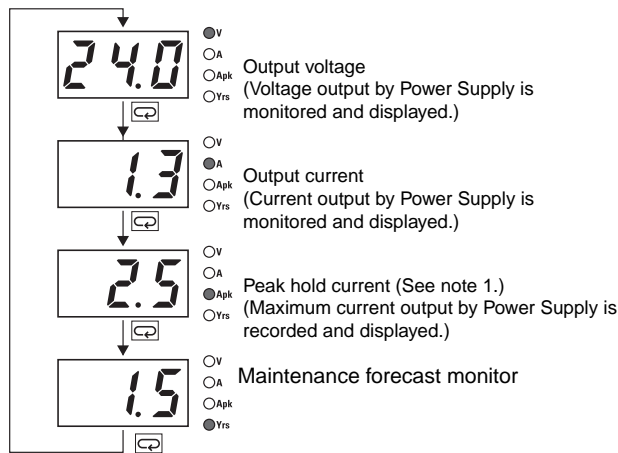 24.0
V
A
Apk
Yrs
Output voltage
(Voltage output by Power Supply is
monitored and displayed.)
1.3
V
A
Apk
Yrs
Output current
(Current output by Power Supply is
monitored and displayed.)
2.5
V
A
Apk
Yrs
Peak hold current (See note 1.)
(Maximum current output by Power Supply is
recorded and displayed.)
1.5
V
A
Apk
Yrs
Maintenance forecast monitor